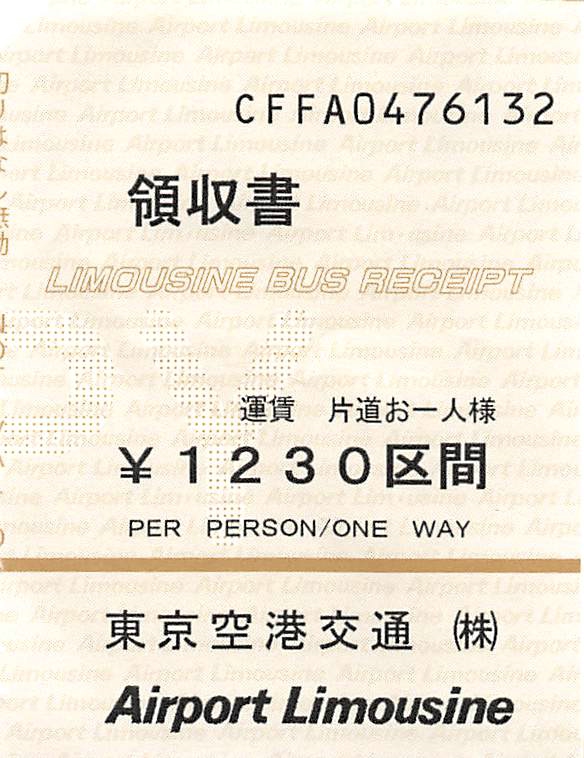 CFFA0476132
領収書
LIMOUSINE BUS RECEIPT
運賃 片道お一人様
¥1230区間
PER PERSON/ONE WAY
東京空港交通 ㈱
Airport Limousine